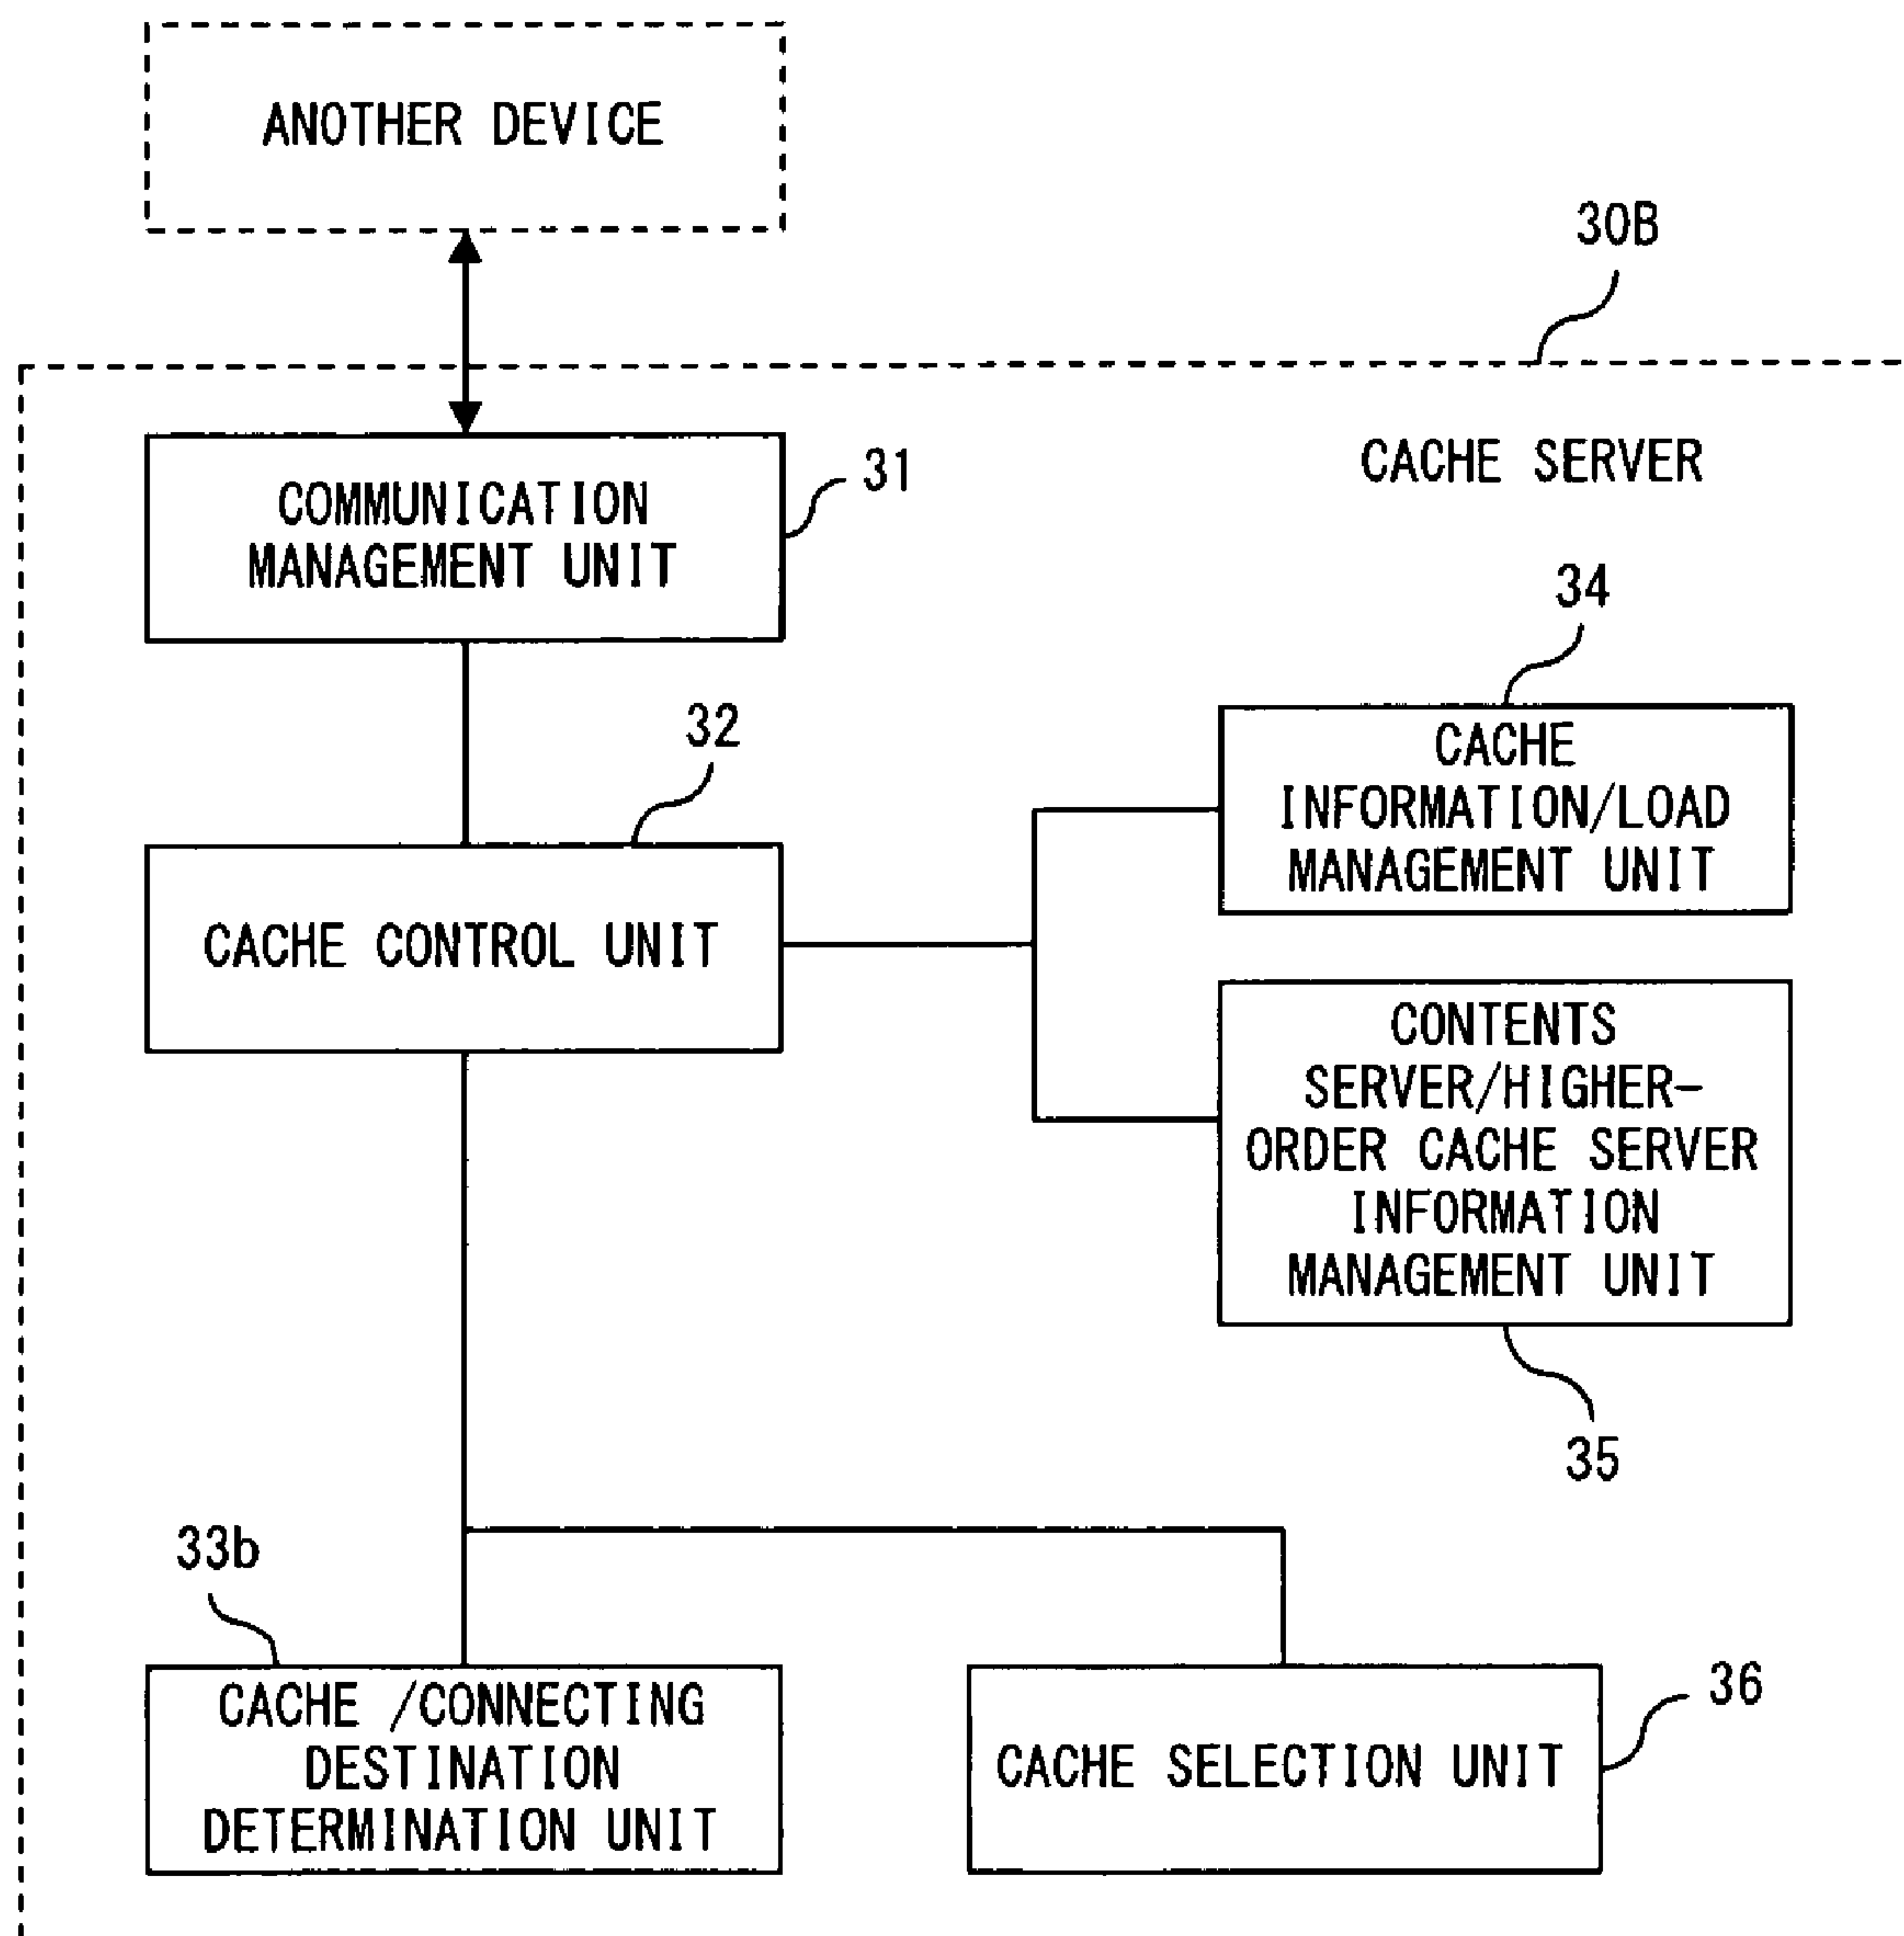 ANOTHER DEVICE
30B
CACHE SERVER
COMMUNICATION
MANAGEMENT UNIT
31
34
CACHE
INFORMATION/LOAD
MANAGEMENT UNIT
32
CACHE CONTROL UNIT
CONTENTS
SERVER/HIGHER-
ORDER CACHE SERVER
INFORMATION
MANAGEMENT UNIT
35
33b
CACHE /CONNECTING
DESTINATION
DETERMINATION UNIT
CACHE SELECTION UNIT
36